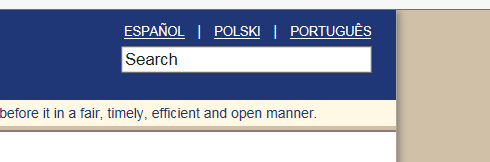 ESPAÑOL | POLSKI | PORTUGUÊS
Search
before it in a fair, timely, efficient and open manner.